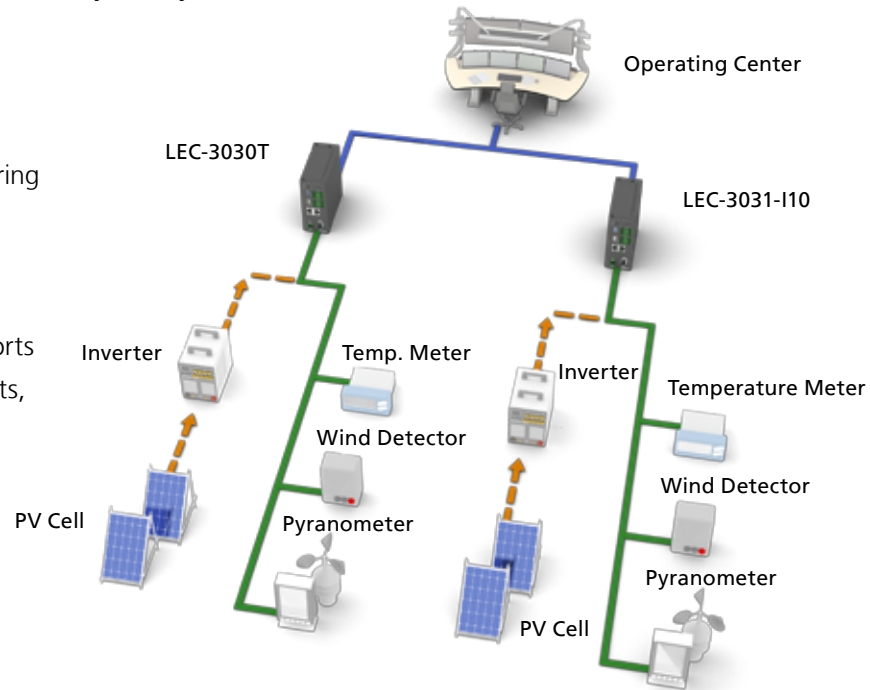 Operating Center
LEC-3030T
ring
LEC-3031-I10
orts
ts,
Inverter
Temp. Meter
Inverter
Temperature Meter
Wind Detector
Wind Detector
PV Cell
Pyranometer
Pyranometer
PV Cell